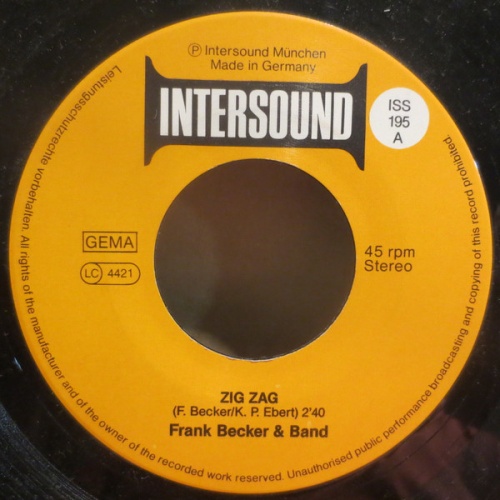 Ⓟ Intersound München
Made in Germany
INTERSOUND
ISS
195
A
GEMA
LC 4421
45 rpm
Stereo
ZIG ZAG
(F. Becker/K. P. Ebert) 2'40
Frank Becker & Band
Leistungsschutzrechte vorbehalten. All rights of the manufacturer and of the owner of the recorded work reserved. Unauthorised public performance broadcasting and copying of this record prohibited.